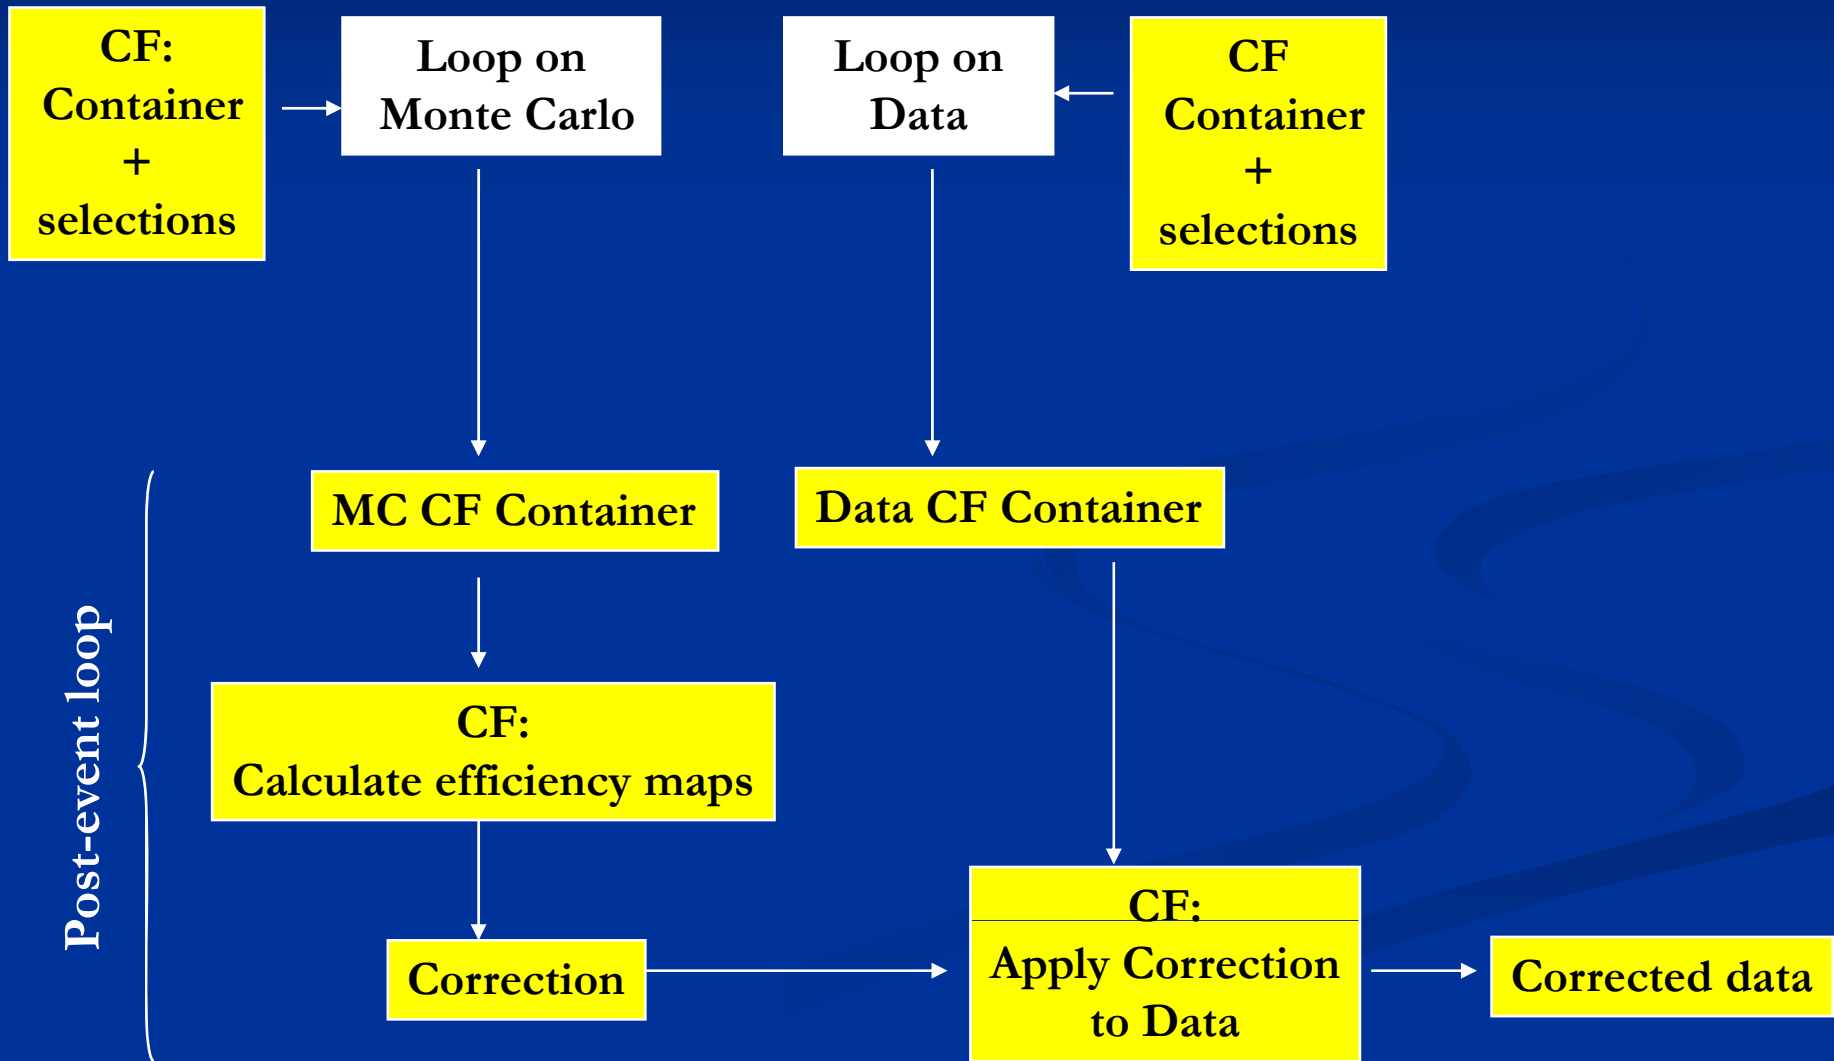 CF:
Container
+
selections
Loop on
Monte Carlo
Loop on
Data
CF
Container
+
selections
MC CF Container
Data CF Container
Post-event loop
CF:
Calculate efficiency maps
Correction
CF:
Apply Correction
to Data
Corrected data